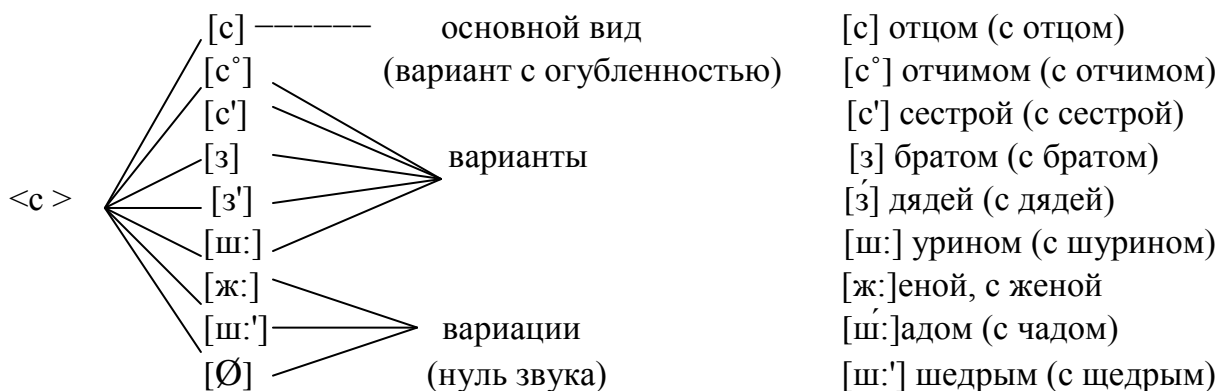 [с] основной вид [с] отцом (с отцом)
[с˚] (вариант с огубленностью) [с˚] отчимом (с отчимом)
[с'] [с'] сестрой (с сестрой)
[з] варианты [з] братом (с братом)
<с > [з'] [з́] дядей (с дядей)
[ш:] [ш:] урином (с шурином)
[ж:] [ж:]еной, с женой
[ш:'] вариации [ш́:]адом (с чадом)
[Ø] (нуль звука) [ш:'] шедрым (с щедрым)